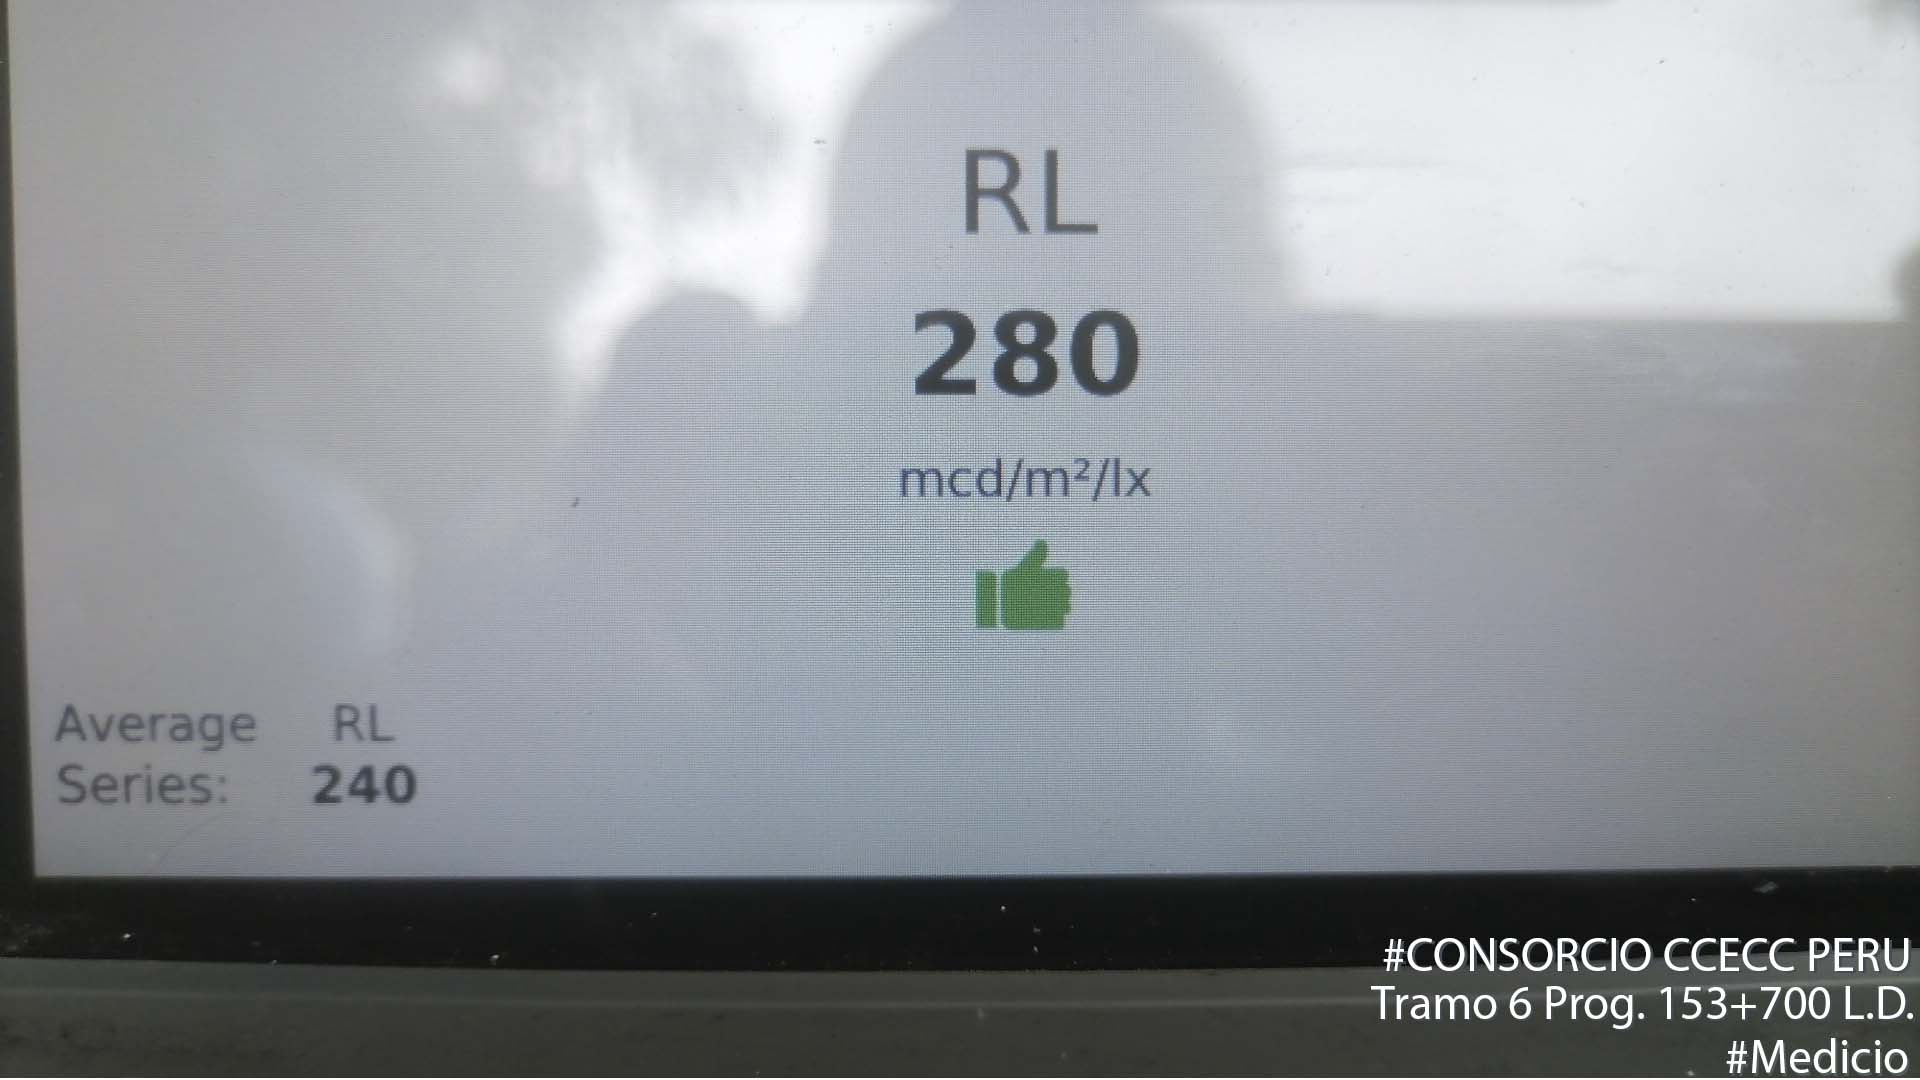 RL
280
mcd/m²/lx
Average RL
Series: 240
#CONSORCIO CCECC PERU
Tramo 6 Prog. 153+700 L.D.
#Medicio